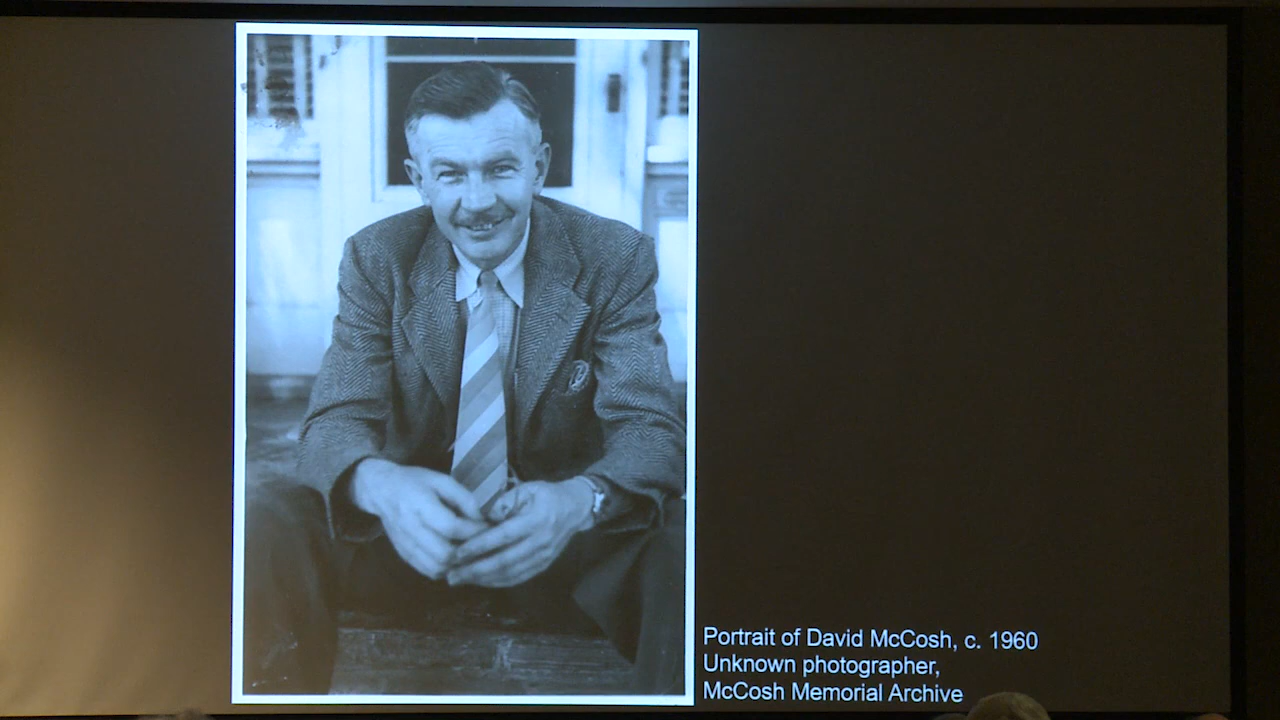 Portrait of David McCosh, c. 1960
Unknown photographer,
McCosh Memorial Archive